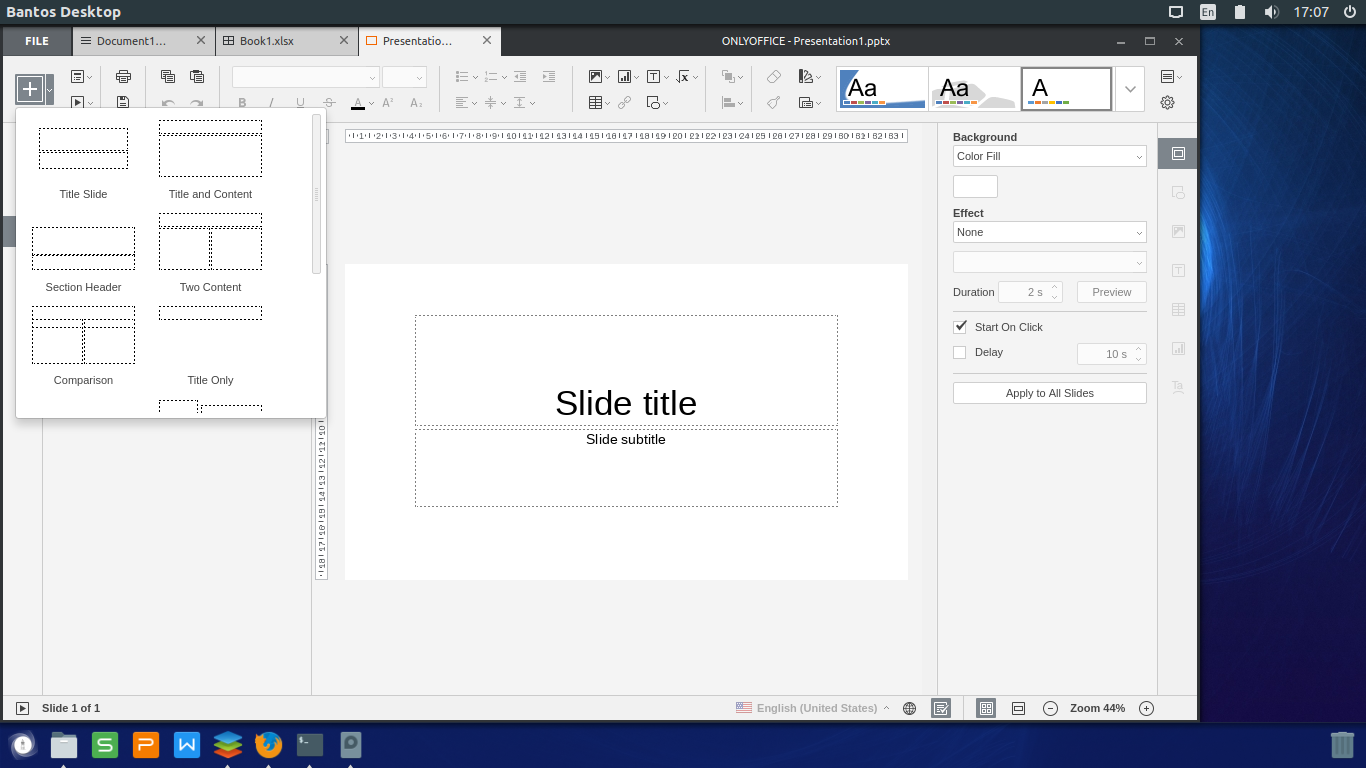 Bantos Desktop
En
17:07
FILE
Document1...
Book1.xlsx
Presentatio...
ONLYOFFICE - Presentation1.pptx
Aa
Aa
A
Title Slide
Title and Content
Section Header
Two Content
Comparison
Title Only
Slide title
Slide subtitle
Background
Color Fill
Effect
None
Duration
2 s
Preview
Start On Click
Delay
10 s
Apply to All Slides
Slide 1 of 1
English (United States)
Zoom 44%